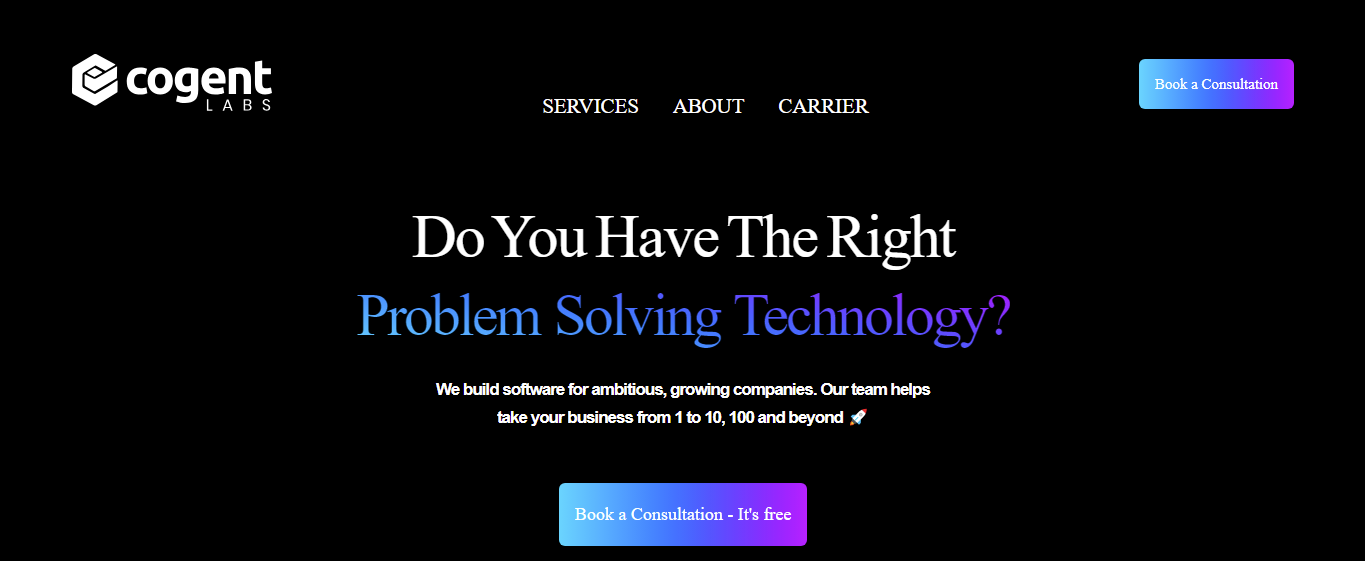 cogent
LABS
SERVICES ABOUT CARRIER
Book a Consultation
Do You Have The Right
Problem Solving Technology?
We build software for ambitious, growing companies. Our team helps
take your business from 1 to 10, 100 and beyond 🚀
Book a Consultation - It's free